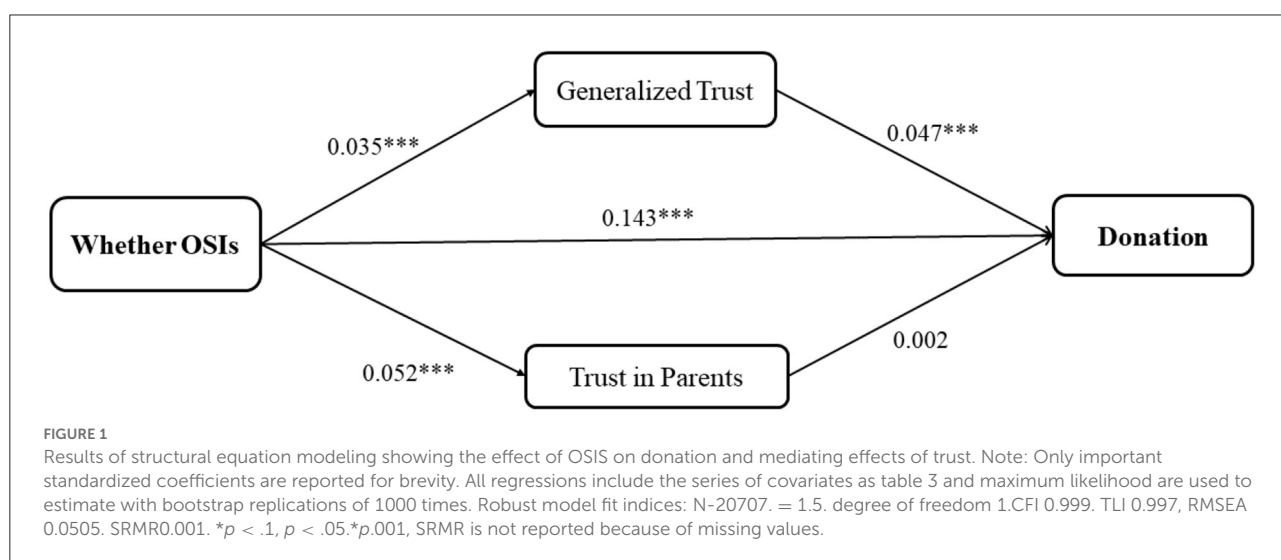 Generalized Trust
0.035***
0.047***
Whether OSIs
0.143***
Donation
0.052***
0.002
Trust in Parents
FIGURE 1
Results of structural equation modeling showing the effect of OSIS on donation and mediating effects of trust. Note: Only important
standardized coefficients are reported for brevity. All regressions include the series of covariates as table 3 and maximum likelihood are used to
estimate with bootstrap replications of 1000 times. Robust model fit indices: N-20707. = 1.5. degree of freedom 1.CFI 0.999. TLI 0.997, RMSEA
0.0505. SRMR0.001. *p < .1, p < .05.*p.001, SRMR is not reported because of missing values.